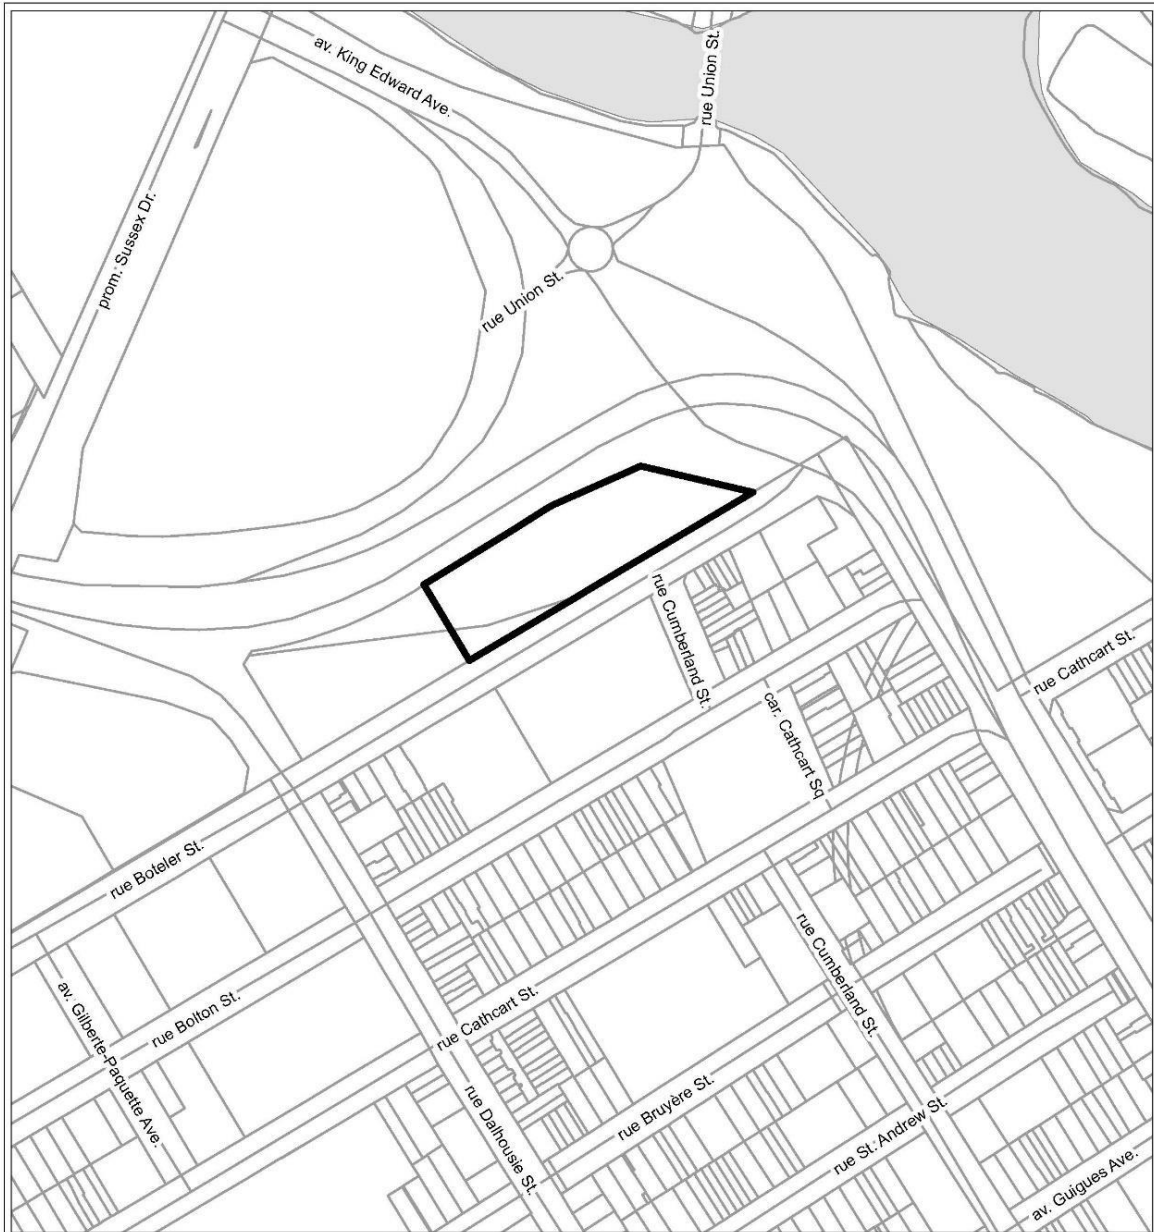 av. King Edward Ave.
rue Union St.
prom. Sussex Dr.
rue Union St.
rue Cumberland St.
rue Cathcart St.
car. Cathcart Sq
rue Boteler St.
rue Cumberland St.
av. Gilberte-Paquette Ave.
rue Bolton St.
rue Cathcart St.
rue Dalhousie St.
rue Bruyère St.
rue St. Andrew St.
av. Guigues Ave.